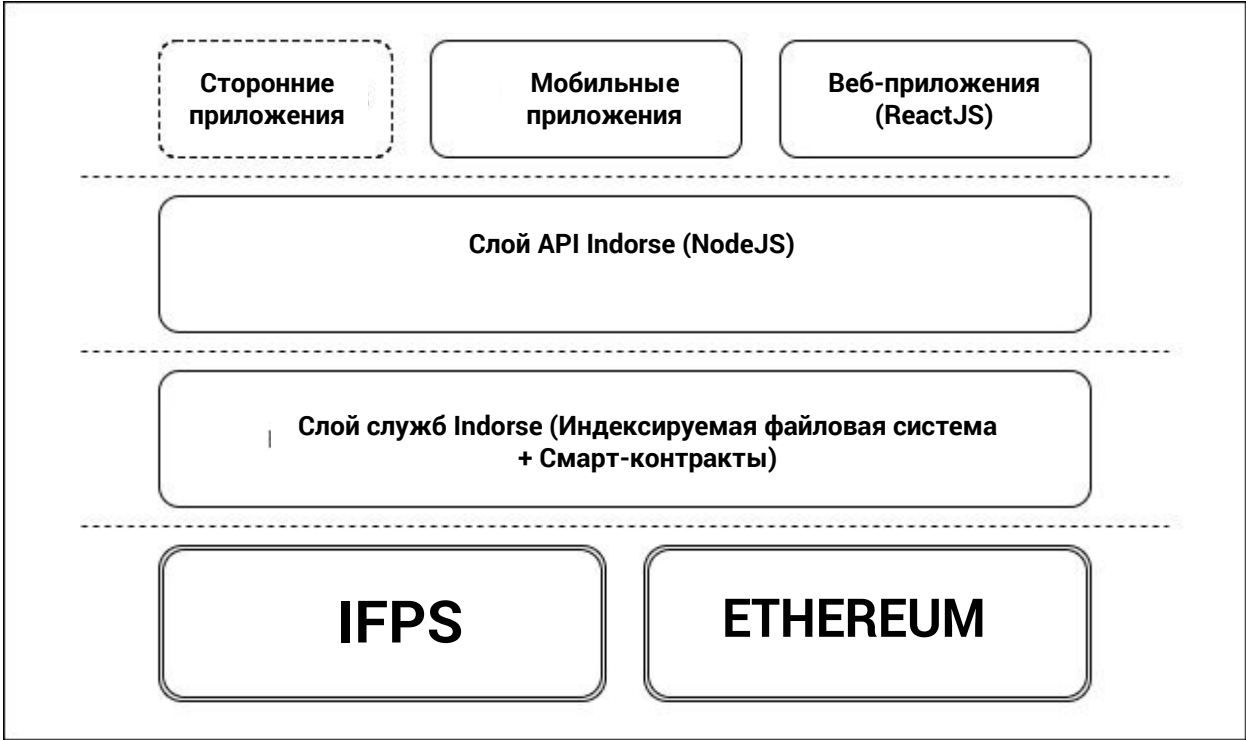 Сторонние
приложения
Мобильные
приложения
Веб-приложения
(ReactJS)
Слой API Indorse (NodeJS)
Слой служб Indorse (Индексируемая файловая система
+ Смарт-контракты)
IFPS
ETHEREUM